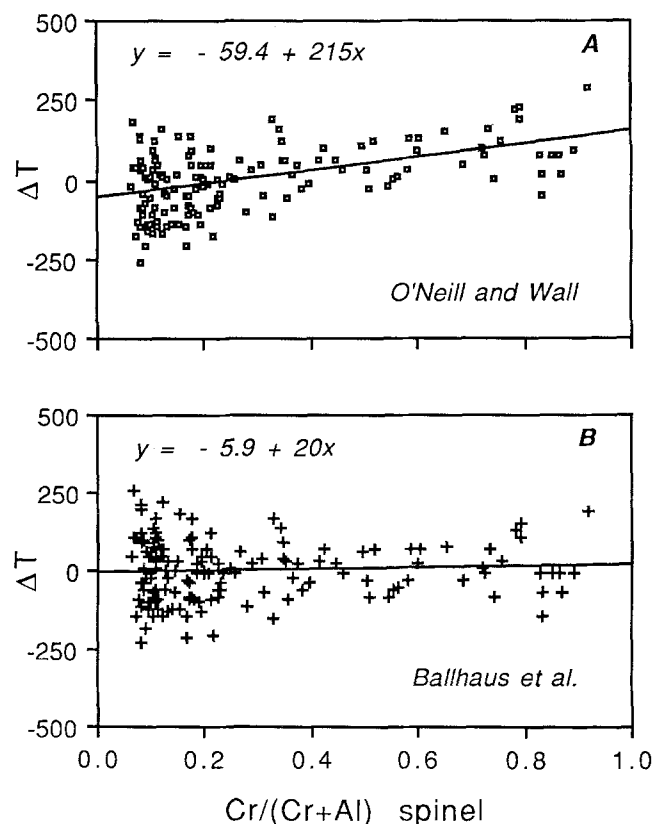 500
y = - 59.4 + 215x
A
250
ΔT
0
-250
O'Neill and Wall
-500
500
y = - 5.9 + 20x
B
250
ΔT
0
-250
Ballhaus et al.
-500
0.0 0.2 0.4 0.6 0.8 1.0
Cr/(Cr+Al) spinel